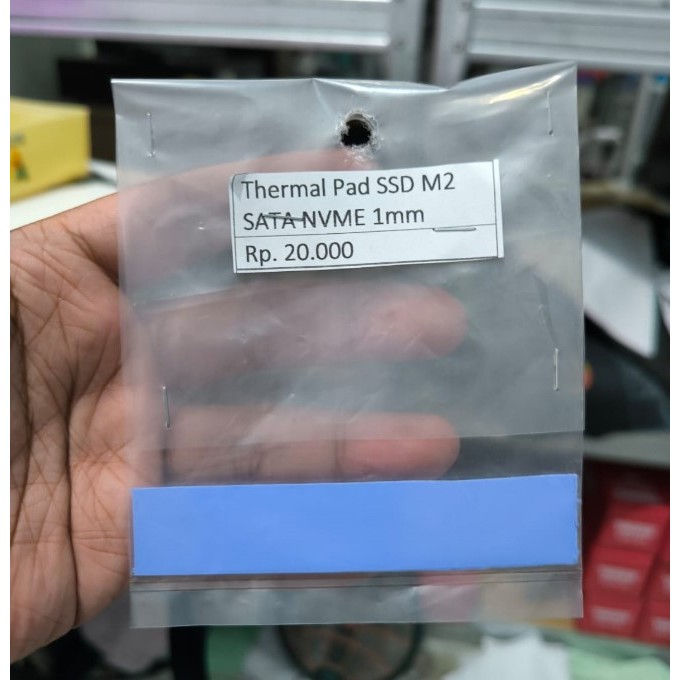 Thermal Pad SSD M2
SATA NVME 1mm
Rp. 20.000